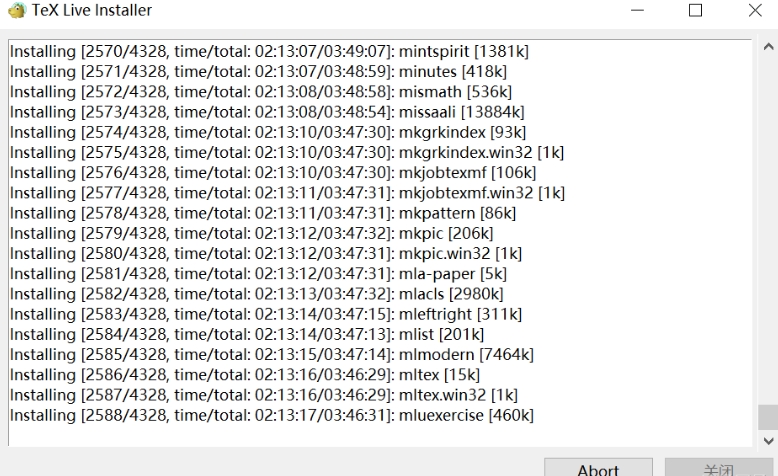 TeX Live Installer
Installing [2570/4328, time/total: 02:13:07/03:49:07]: mintspirit [1381k]
Installing [2571/4328, time/total: 02:13:07/03:48:59]: minutes [418k]
Installing [2572/4328, time/total: 02:13:08/03:48:58]: mismath [536k]
Installing [2573/4328, time/total: 02:13:08/03:48:54]: missaali [13884k]
Installing [2574/4328, time/total: 02:13:10/03:47:30]: mkgrkindex [93k]
Installing [2575/4328, time/total: 02:13:10/03:47:30]: mkgrkindex.win32 [1k]
Installing [2576/4328, time/total: 02:13:10/03:47:30]: mkjobtexmf [106k]
Installing [2577/4328, time/total: 02:13:11/03:47:31]: mkjobtexmf.win32 [1k]
Installing [2578/4328, time/total: 02:13:11/03:47:31]: mkpattern [86k]
Installing [2579/4328, time/total: 02:13:12/03:47:32]: mkpic [206k]
Installing [2580/4328, time/total: 02:13:12/03:47:31]: mkpic.win32 [1k]
Installing [2581/4328, time/total: 02:13:12/03:47:31]: mla-paper [5k]
Installing [2582/4328, time/total: 02:13:13/03:47:32]: mlacls [2980k]
Installing [2583/4328, time/total: 02:13:14/03:47:15]: mleftright [311k]
Installing [2584/4328, time/total: 02:13:14/03:47:13]: mlist [201k]
Installing [2585/4328, time/total: 02:13:15/03:47:14]: mlmodern [7464k]
Installing [2586/4328, time/total: 02:13:16/03:46:29]: mltex [15k]
Installing [2587/4328, time/total: 02:13:16/03:46:29]: mltex.win32 [1k]
Installing [2588/4328, time/total: 02:13:17/03:46:31]: mluexercise [460k]
Abort 关闭